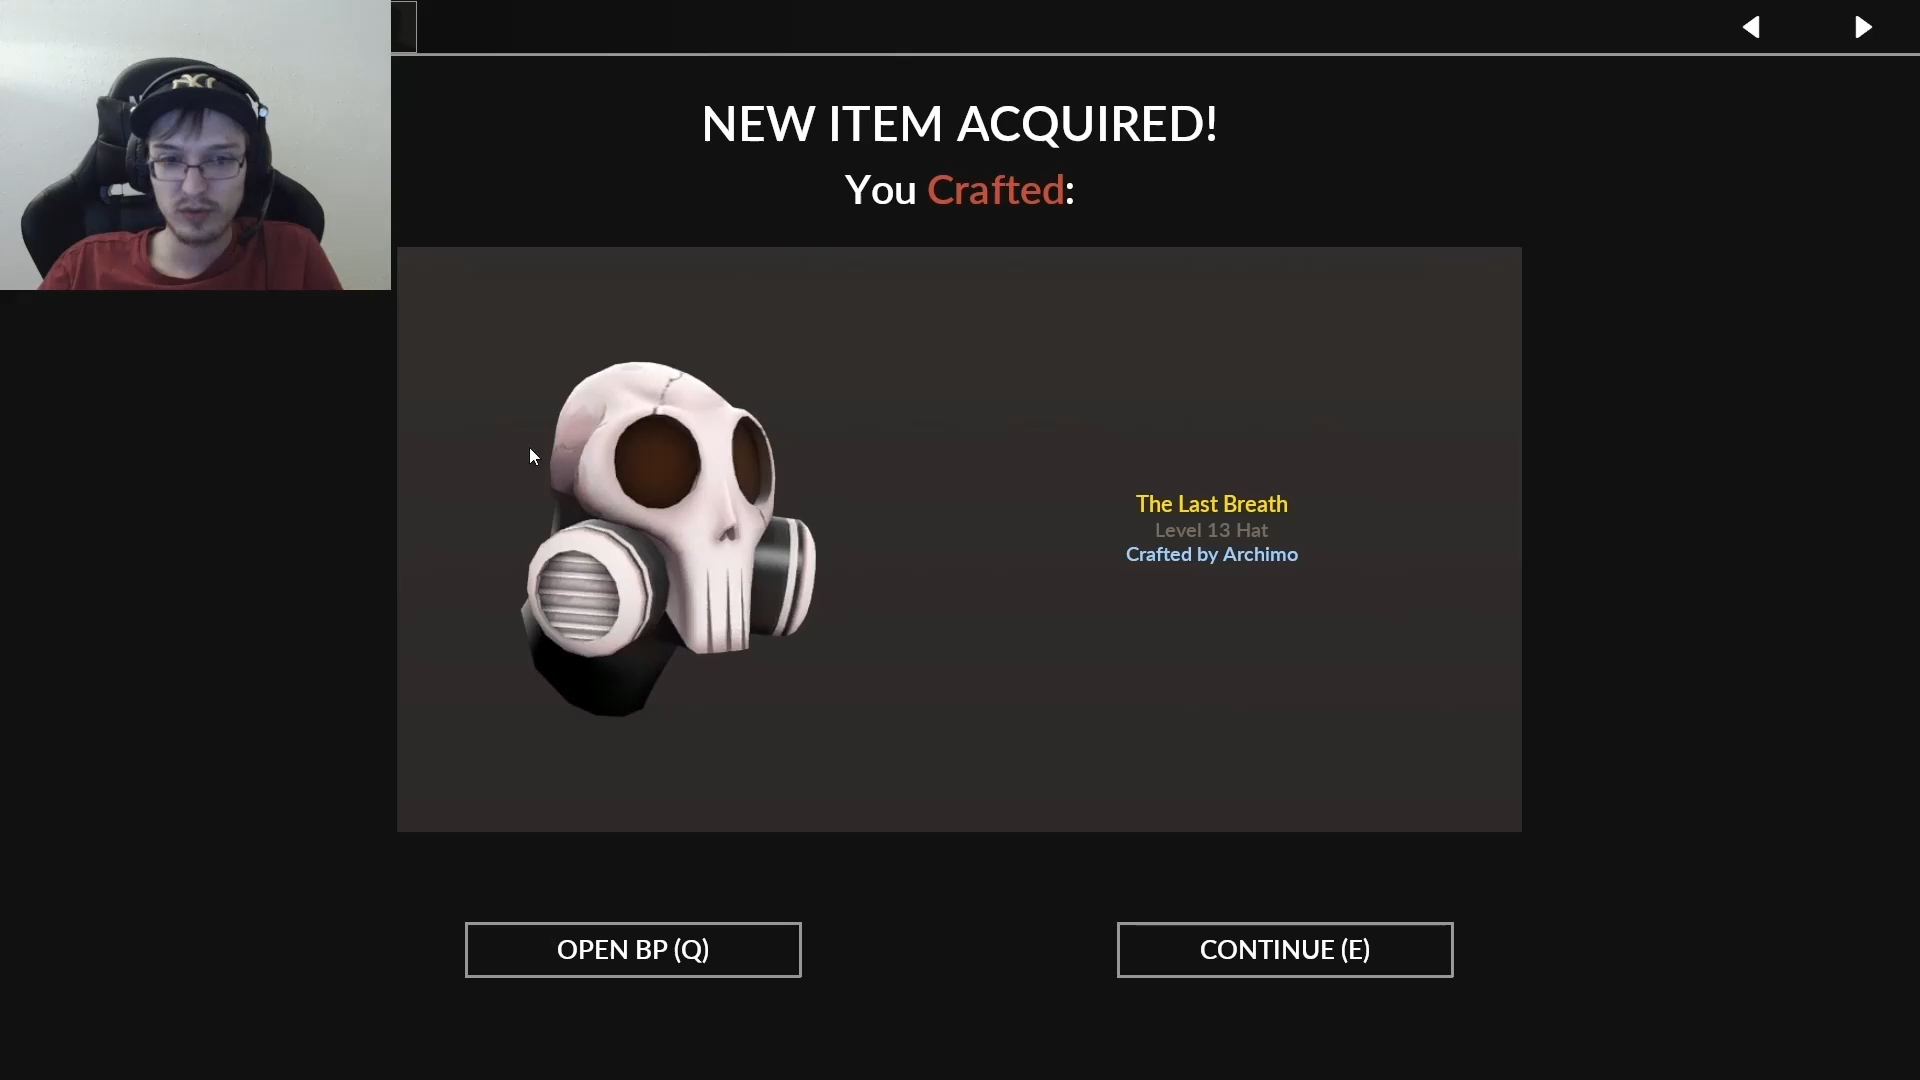 NEW ITEM ACQUIRED!
You Crafted:
The Last Breath
Level 13 Hat
Crafted by Archimo
OPEN BP (Q)
CONTINUE (E)